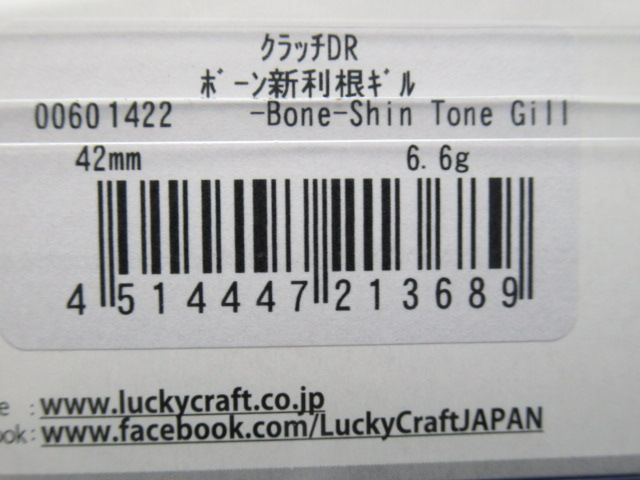 クラッチDR
ボーン新利根ギル
00601422 -Bone-Shin Tone Gill
42mm 6.6g
4 514447 213689
e : www.luckycraft.co.jp
ook: www.facebook.com/LuckyCraftJAPAN